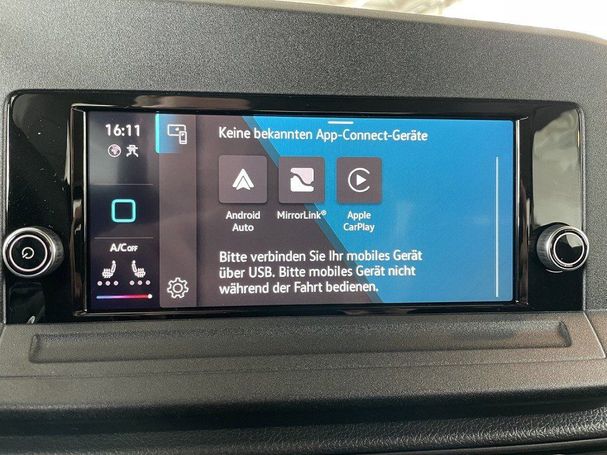 16:11
Keine bekannten App-Connect-Geräte
Android
Auto
MirrorLink®
Apple
CarPlay
A/C OFF
Bitte verbinden Sie Ihr mobiles Gerät
über USB. Bitte mobiles Gerät nicht
während der Fahrt bedienen.